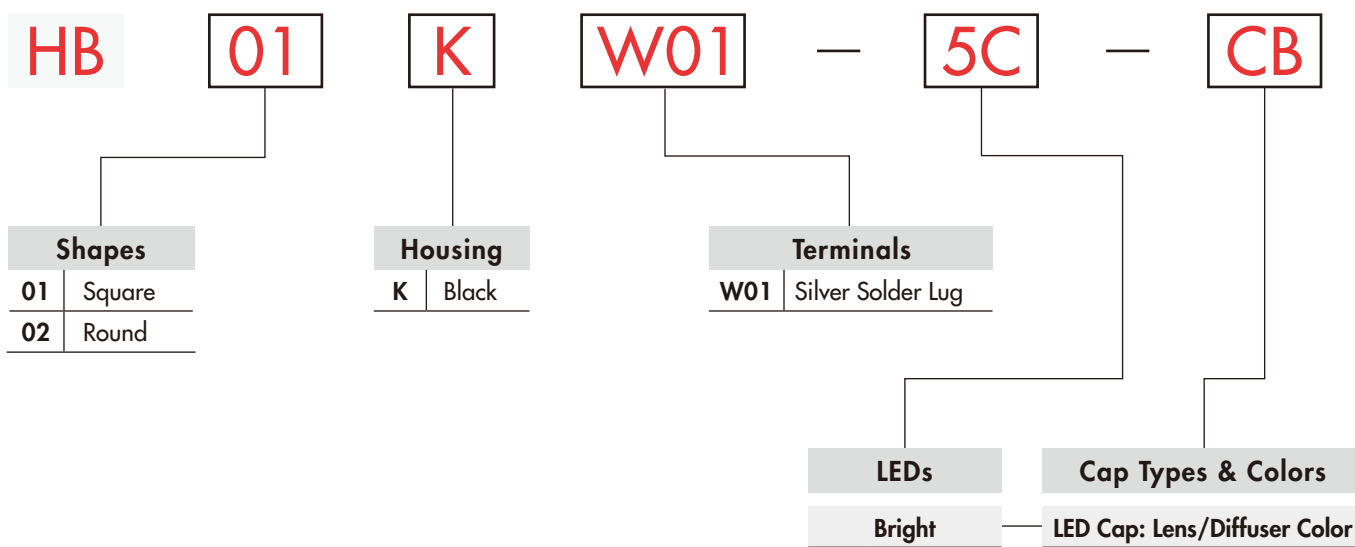 HB 01 K W01 — 5C — CB
Shapes
01 Square
02 Round
Housing
K Black
Terminals
W01 Silver Solder Lug
LEDs
Bright
Cap Types & Colors
LED Cap: Lens/Diffuser Color